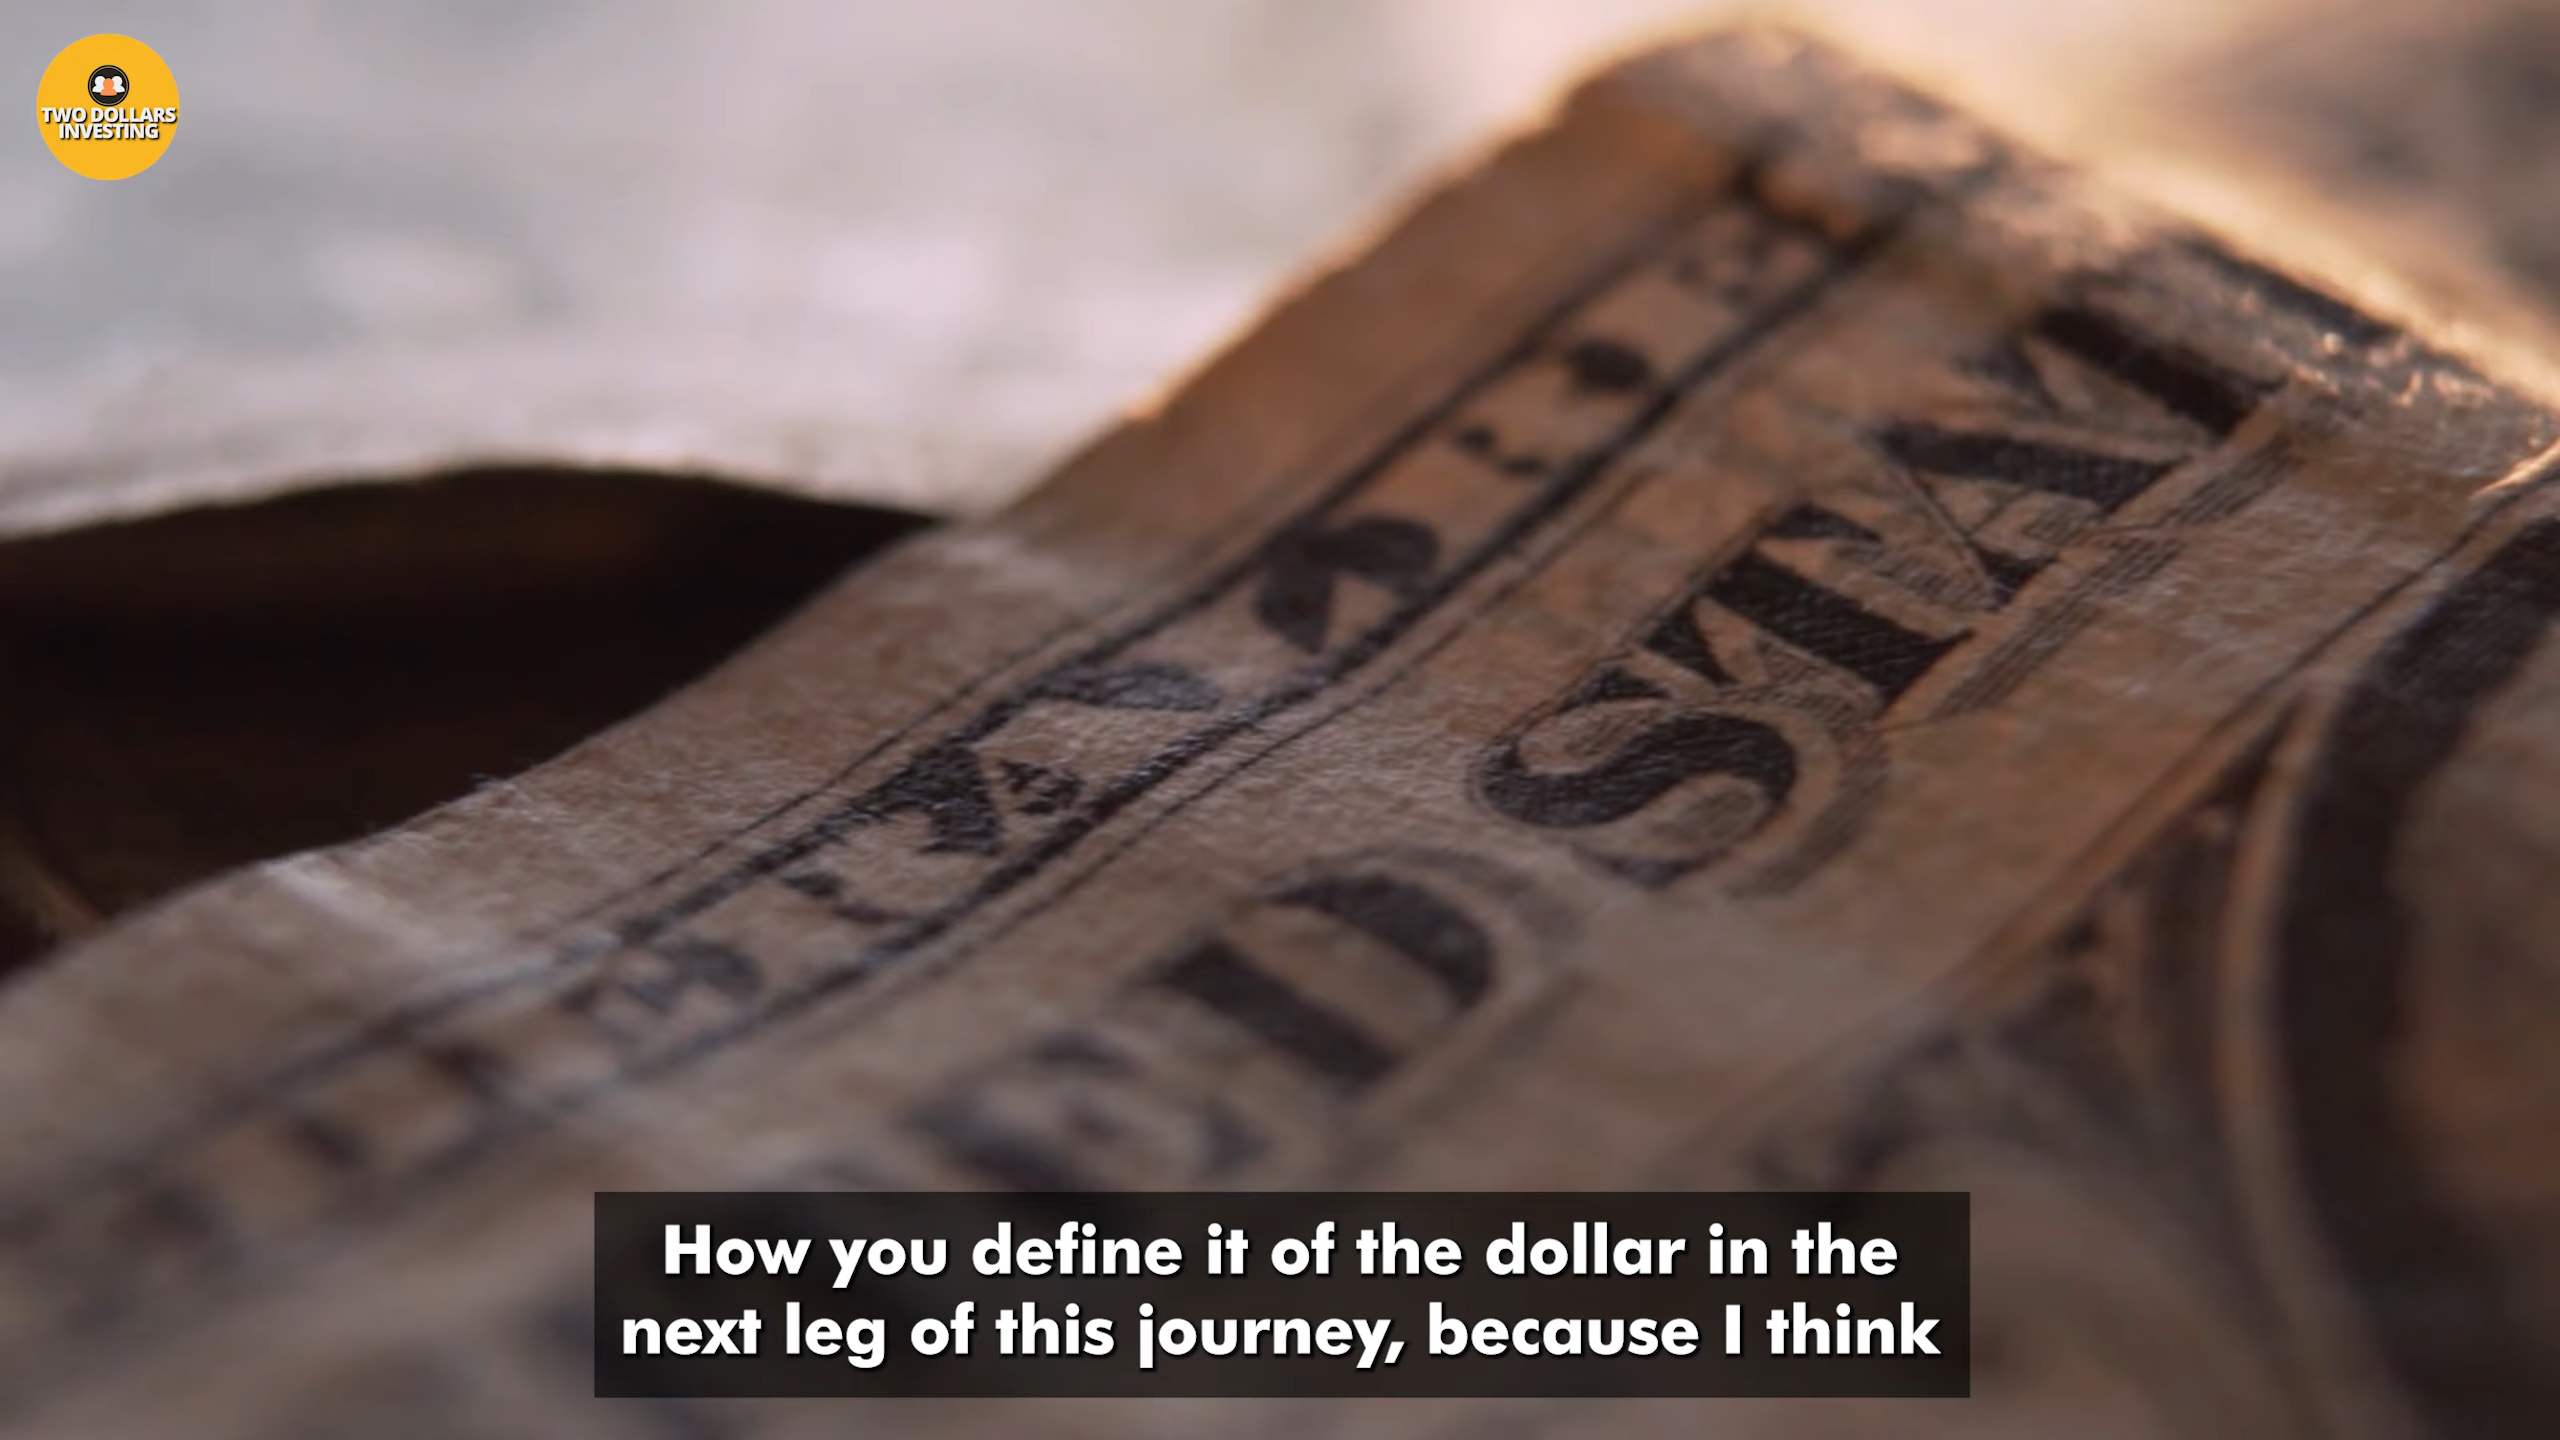 TWO DOLLARS
INVESTING
How you define it of the dollar in the
next leg of this journey, because I think